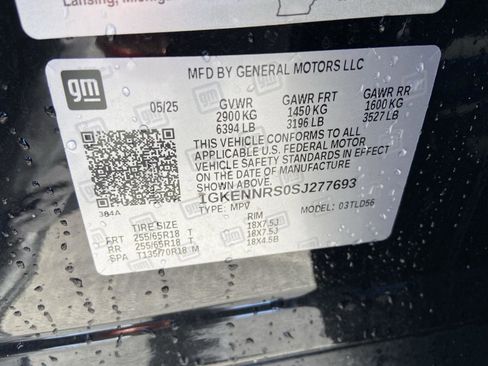 Lansing, Michigan
gm
MFD BY GENERAL MOTORS LLC
05/25 GVWR GAWR FRT GAWR RR
2900 KG 1450 KG 1600 KG
6394 LB 3196 LB 3527 LB
THIS VEHICLE CONFORMS TO ALL
APPLICABLE U.S. FEDERAL MOTOR
VEHICLE SAFETY STANDARDS IN EFFECT
ON THE DATE OF MANUFACTURE
SHOWN ABOVE.
1GKENNRS0SJ277693
384A TYPE: MPV MODEL: 03TLD56
TIRE SIZE RIM
FRT 255/65R18 T 18X7.5J
RR 255/65R18 T 18X7.5J
SPA T135/70R18 M 18X4.5B